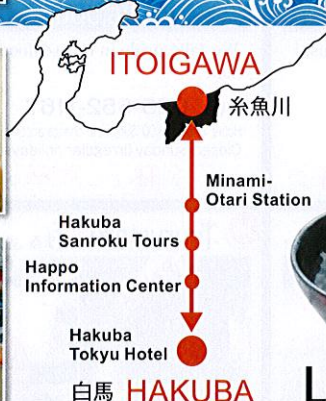 ITOIGAWA
糸魚川
Minami-
Otari Station
Hakuba
Sanroku Tours
Happo
Information Center
Hakuba
Tokyu Hotel
白馬 HAKUBA
L